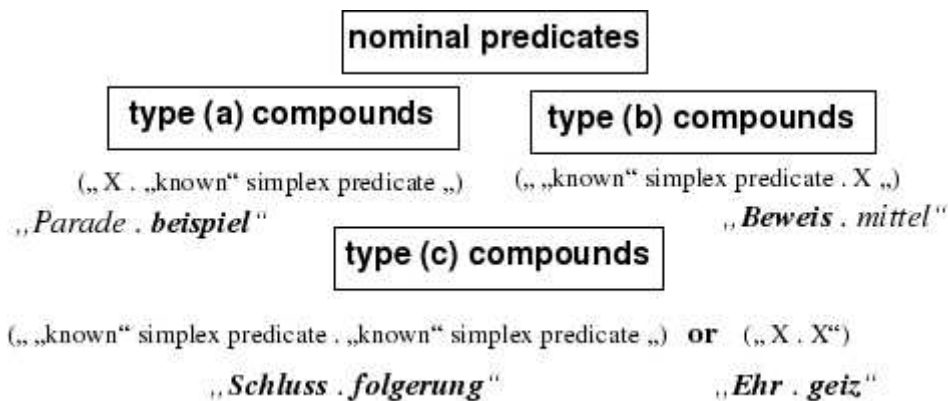 nominal predicates
type (a) compounds
type (b) compounds
(„ X . „known“ simplex predicate „)
(„ „known“ simplex predicate . X „)
„Parade . beispiel“
„Beweis . mittel“
type (c) compounds
(„ „known“ simplex predicate . „known“ simplex predicate „) or („ X . X“)
„Schluss . folgerung“ „Ehr . geiz“